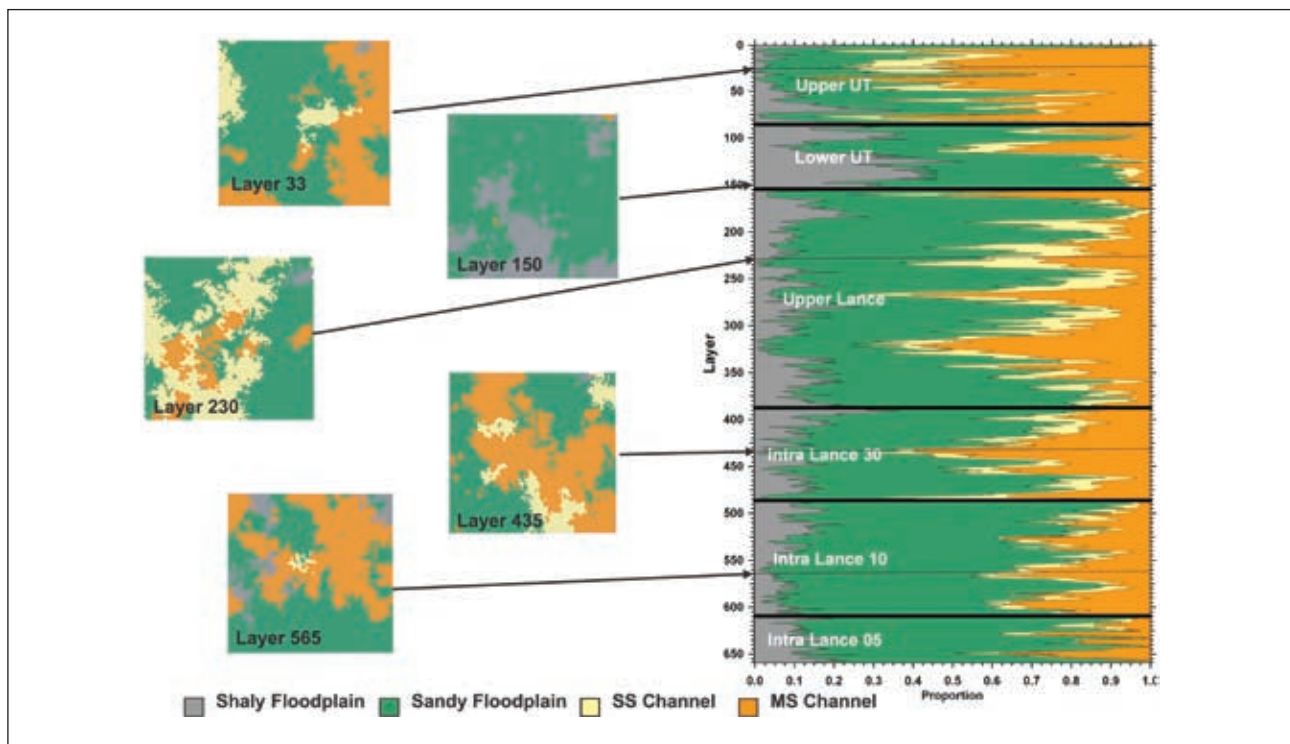 Layer 33
Layer 150
Layer 230
Layer 435
Layer 565
0
50
100
150
200
250
300
350
400
450
500
550
600
650
Layer
Upper UT
Lower UT
Upper Lance
Intra Lance 30
Intra Lance 10
Intra Lance 05
0.0 0.1 0.2 0.3 0.4 0.5 0.6 0.7 0.8 0.9
Proportion
Shaly Floodplain Sandy Floodplain SS Channel MS Channel